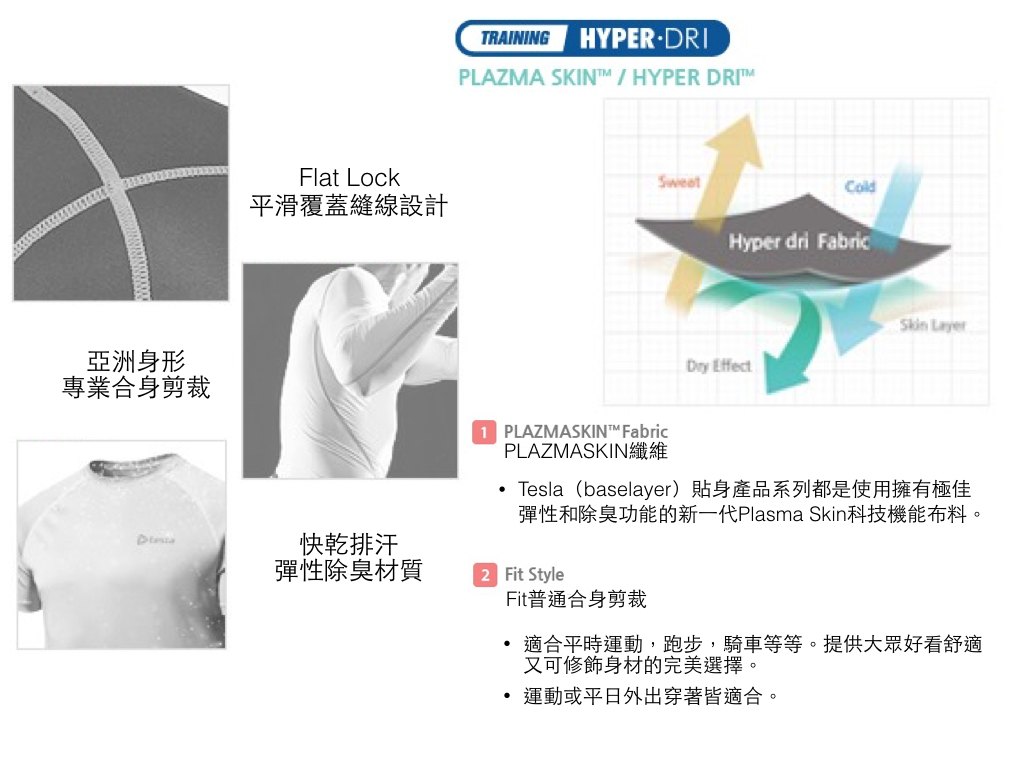 TRAINING HYPER·DRI
PLAZMA SKIN™ / HYPER DRI™
Flat Lock
平滑覆蓋縫線設計
亞洲身形
專業合身剪裁
tesla
快乾排汗
彈性除臭材質
Sweat
Cold
Hyper dri Fabric
Skin Layer
Dry Effect
1 PLAZMASKIN™ Fabric
PLAZMASKIN纖維
• Tesla（baselayer）貼身產品系列都是使用擁有極佳
彈性和除臭功能的新一代Plasma Skin科技機能布料。
2 Fit Style
Fit普通合身剪裁
• 適合平時運動，跑步，騎車等等。提供大眾好看舒適
又可修飾身材的完美選擇。
• 運動或平日外出穿著皆適合。